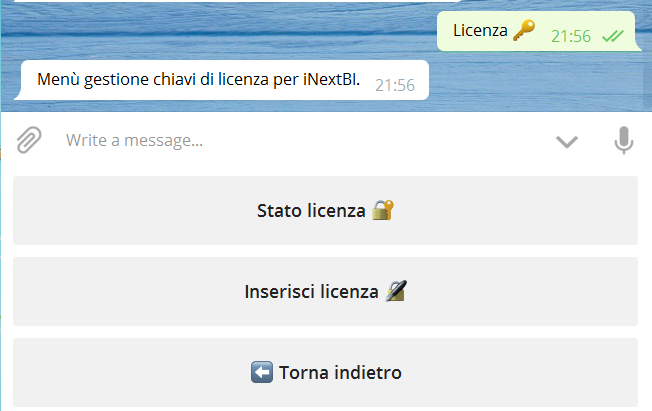 Licenza 🔑 21:56
Menù gestione chiavi di licenza per iNextBI. 21:56
Write a message...
Stato licenza 🔐
Inserisci licenza 🔏
⬅️ Torna indietro